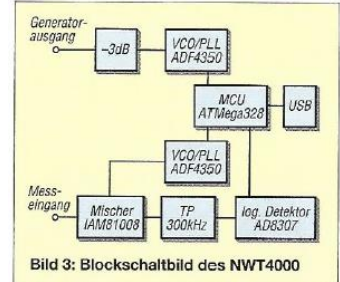 Generator-
ausgang
–3dB
VCO/PLL
ADF4350
MCU
ATMega328
USB
VCO/PLL
ADF4350
Mess-
eingang
Mischer
IAM81008
TP
300kHz
log. Detektor
AD8307
Bild 3: Blockschaltbild des NWT4000